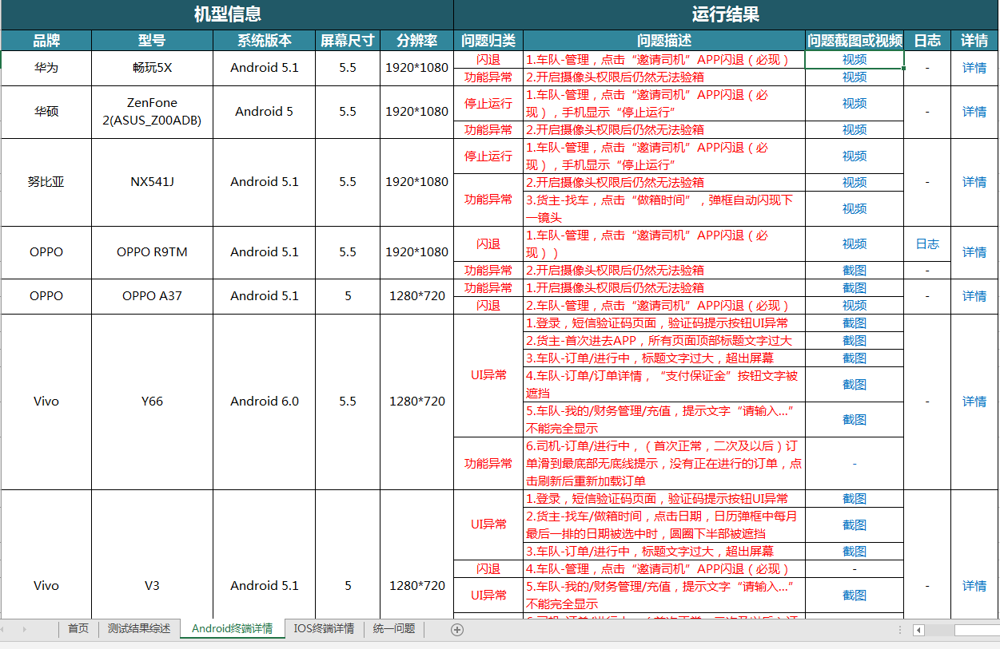 机型信息 运行结果
品牌 型号 系统版本 屏幕尺寸 分辨率 问题归类 问题描述 问题截图或视频 日志 详情
华为 畅玩5X Android 5.1 5.5 1920*1080 闪退 1.车队-管理，点击“邀请司机”APP闪退（必现） 视频 - 详情
功能异常 2.开启摄像头权限后仍然无法验箱 视频
华硕 ZenFone
2(ASUS_Z00ADB) Android 5 5.5 1920*1080 停止运行 1.车队-管理，点击“邀请司机”APP闪退（必
现），手机显示“停止运行” 视频 - 详情
功能异常 2.开启摄像头权限后仍然无法验箱 视频
努比亚 NX541J Android 5.1 5.5 1920*1080 停止运行 1.车队-管理，点击“邀请司机”APP闪退（必
现），手机显示“停止运行” 视频 - 详情
功能异常 2.开启摄像头权限后仍然无法验箱 视频
3.货主-找车，点击“做箱时间”，弹框自动闪现下
一镜头 视频
OPPO OPPO R9TM Android 5.1 5.5 1920*1080 闪退 1.车队-管理，点击“邀请司机”APP闪退（必
现）） 视频 日志 详情
功能异常 2.开启摄像头权限后仍然无法验箱 截图 -
OPPO OPPO A37 Android 5.1 5 1280*720 功能异常 1.开启摄像头权限后仍然无法验箱 截图 - 详情
闪退 2.车队-管理，点击“邀请司机”APP闪退（必现） 视频
Vivo Y66 Android 6.0 5.5 1280*720 UI异常 1.登录，短信验证码页面，验证码提示按钮UI异常 截图 - 详情
2.货主-首次进去APP，所有页面顶部标题文字过大 截图
3.车队-订单/进行中，标题文字过大，超出屏幕 截图
4.车队-订单/订单详情，“支付保证金”按钮文字被
遮挡 截图
5.车队-我的/财务管理/充值，提示文字“请输入...”
不能完全显示 截图
功能异常 6.司机-订单/进行中，（首次正常，二次及以后）订
单滑到最底部无底线提示，没有正在进行的订单，点
击刷新后重新加载订单 -
Vivo V3 Android 5.1 5 1280*720 UI异常 1.登录，短信验证码页面，验证码提示按钮UI异常 截图 - 详情
2.货主-找车/做箱时间，点击日期，日历弹框中每月
最后一排的日期被选中时，圆圈下半部被遮挡 截图
3.车队-订单/进行中，标题文字过大，超出屏幕 截图
闪退 4.车队-管理，点击“邀请司机”APP闪退（必现） -
UI异常 5.车队-我的/财务管理/充值，提示文字“请输入...”
不能完全显示 截图
首页 测试结果综述 Android终端详情 IOS终端详情 统一问题